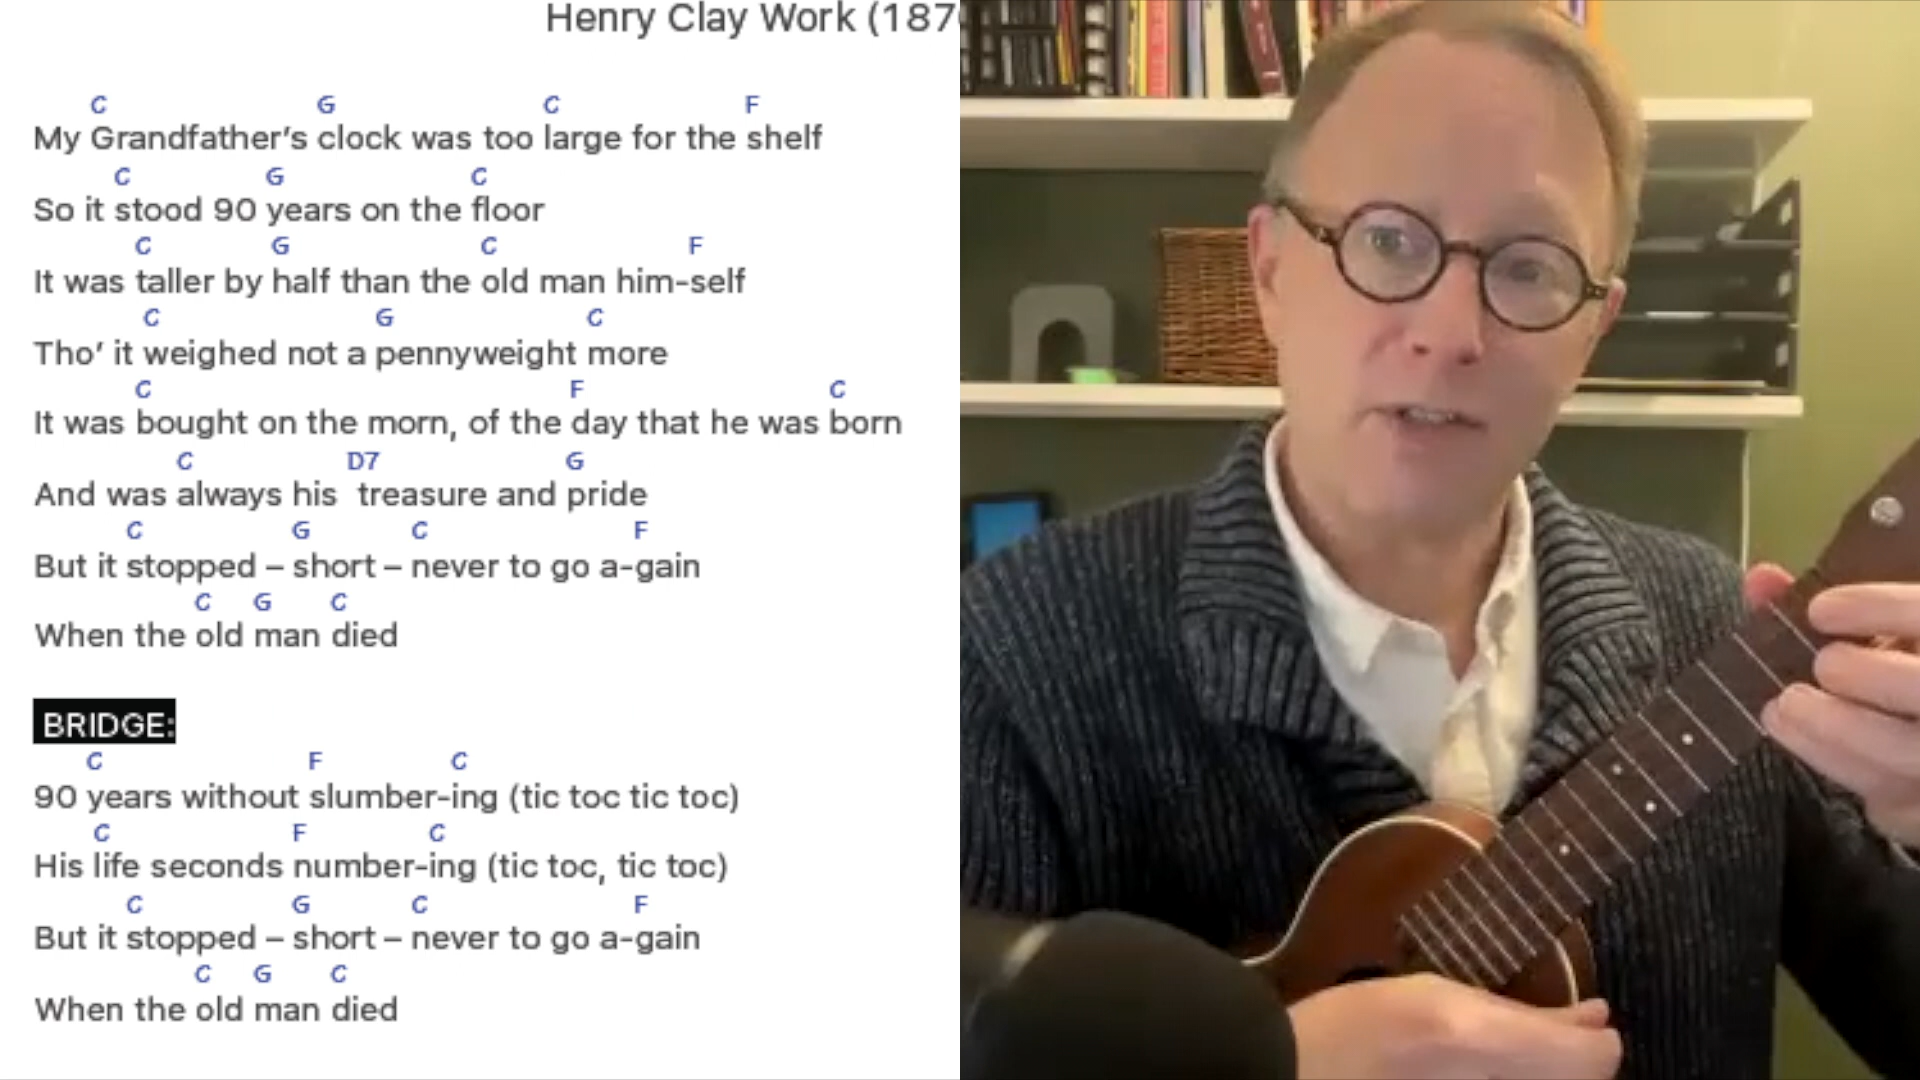 Henry Clay Work (187
C G C F
My Grandfather’s clock was too large for the shelf
C G C
So it stood 90 years on the floor
C G C F
It was taller by half than the old man him-self
C G C
Tho’ it weighed not a pennyweight more
C F C
It was bought on the morn, of the day that he was born
C D7 G
And was always his treasure and pride
C G C F
But it stopped – short – never to go a-gain
C G C
When the old man died
BRIDGE:
C F C
90 years without slumber-ing (tic toc tic toc)
C F C
His life seconds number-ing (tic toc, tic toc)
C G C F
But it stopped – short – never to go a-gain
C G C
When the old man died